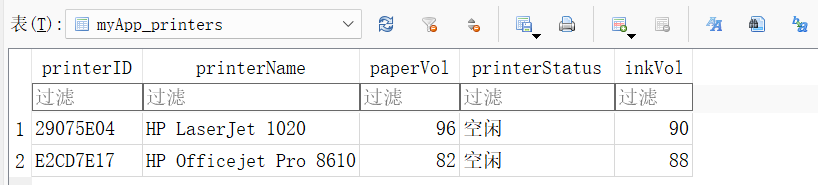 表(T): myApp_printers
printerID printerName paperVol printerStatus inkVol
过滤 过滤 过滤 过滤 过滤
1 29075E04 HP LaserJet 1020 96 空闲 90
2 E2CD7E17 HP Officejet Pro 8610 82 空闲 88